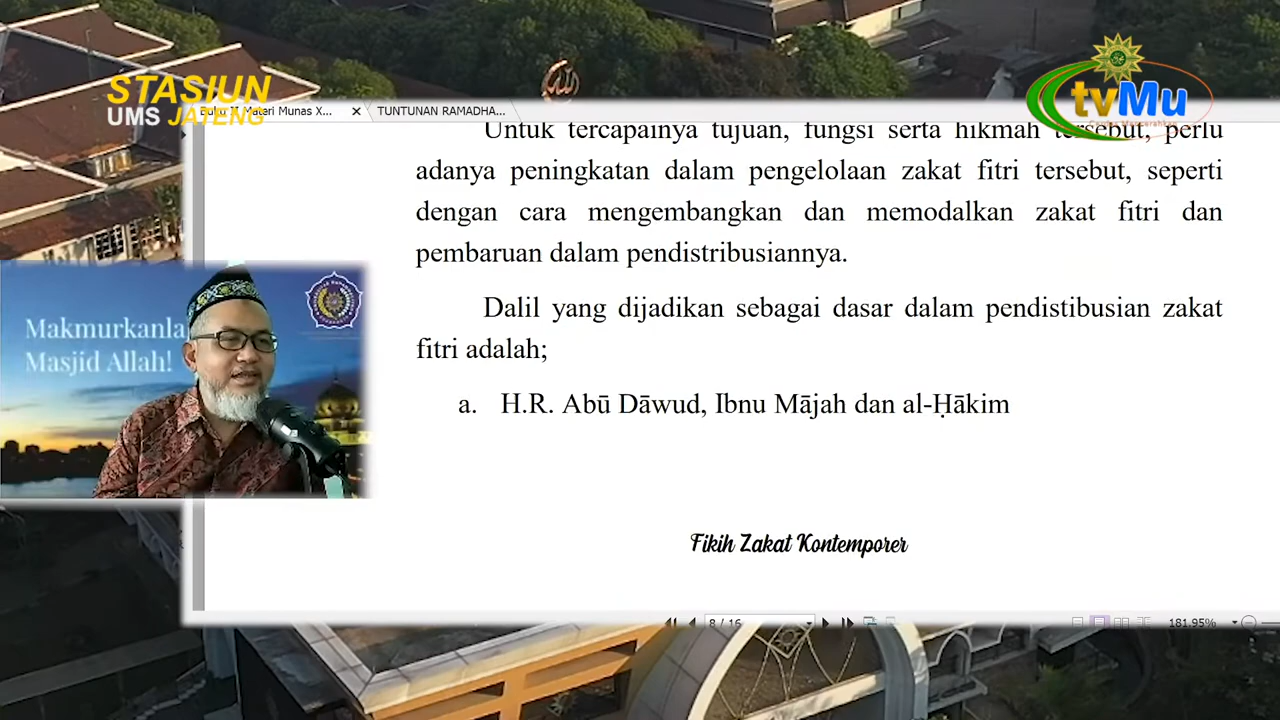 STASIUN
UMS JATENG
Materi Munas X...
TUNTUNAN RAMADHA...
tvMu
Untuk tercapainya tujuan, fungsi serta hikmah tersebut, perlu
adanya peningkatan dalam pengelolaan zakat fitri tersebut, seperti
dengan cara mengembangkan dan memodalkan zakat fitri dan
pembaruan dalam pendistribusiannya.
Dalil yang dijadikan sebagai dasar dalam pendistibusian zakat
fitri adalah;
a. H.R. Abū Dāwud, Ibnu Mājah dan al-Ḥākim
Makmurkanla
Masjid Allah!
Fikih Zakat Kontemporer
8 / 16
181.95%